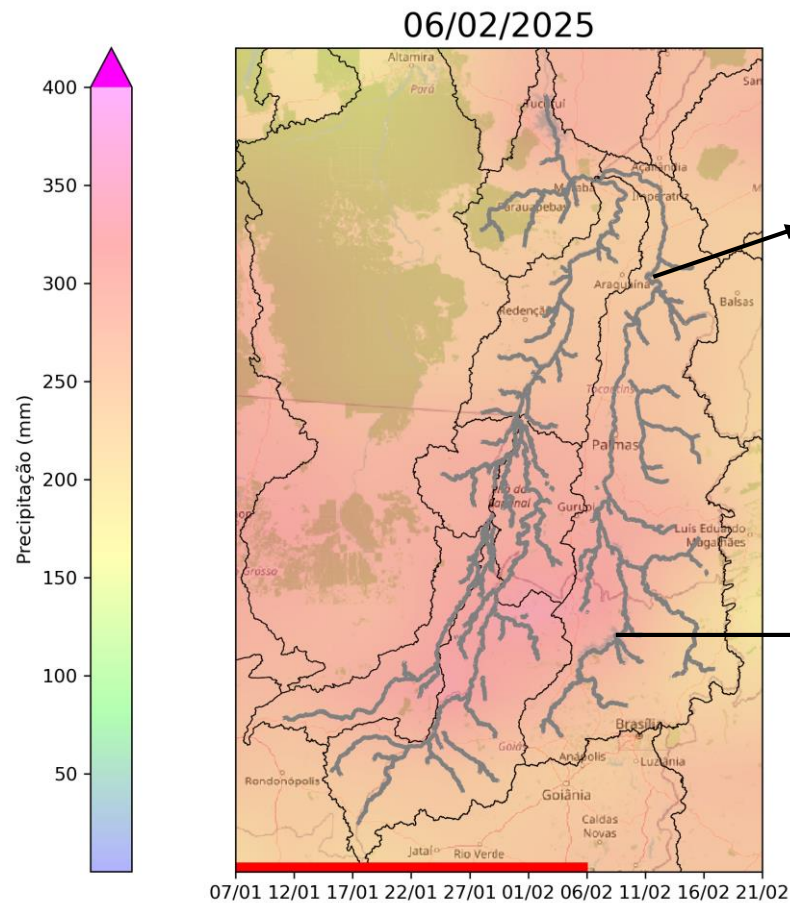 06/02/2025
400
350
300
250
200
150
100
50
Precipitação (mm)
Altamira
Pará
Tucuruí
San
Açailândia
Marabá
Imperatriz
Parauapebas
Araguaína
Balsas
Redenção
Tocantins
Palmas
Gurupi
Luís Eduardo
Magalhães
Grosso
Brasília
Goiás
Anápolis
Luziânia
Rondonópolis
Goiânia
Caldas
Novas
Jataí
Rio Verde
07/01 12/01 17/01 22/01 27/01 01/02 06/02 11/02 16/02 21/02